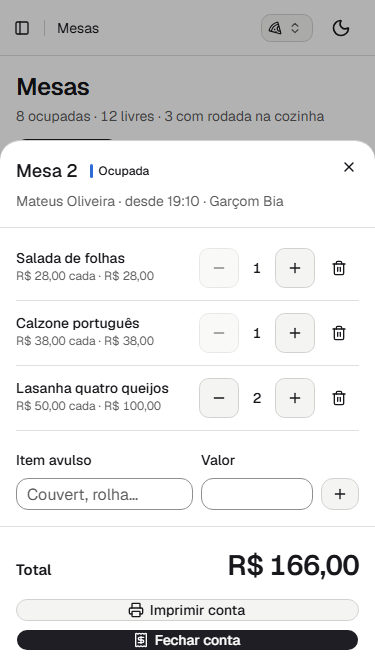 Mesas
Mesas
8 ocupadas · 12 livres · 3 com rodada na cozinha
Mesa 2
Ocupada
Mateus Oliveira · desde 19:10 · Garçom Bia
Salada de folhas
R$ 28,00 cada · R$ 28,00
1
Calzone português
R$ 38,00 cada · R$ 38,00
1
Lasanha quatro queijos
R$ 50,00 cada · R$ 100,00
2
Item avulso
Valor
Couvert, rolha...
Total
R$ 166,00
Imprimir conta
Fechar conta